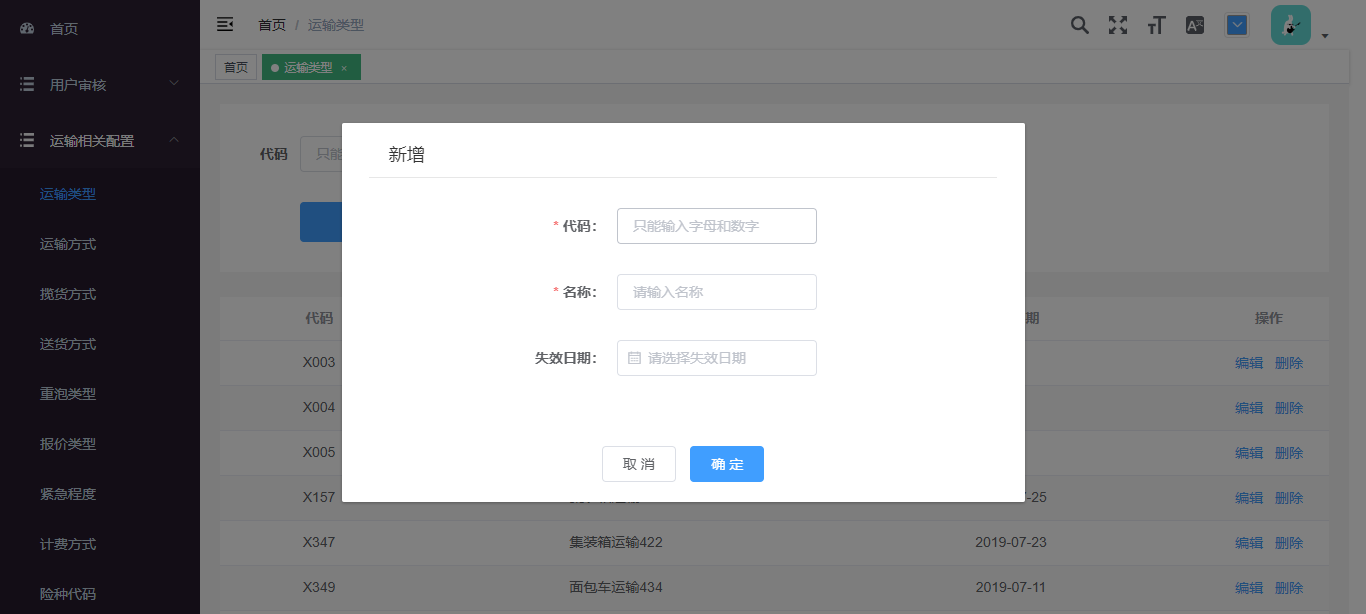 首页
用户审核
运输相关配置
运输类型
运输方式
揽货方式
送货方式
重泡类型
报价类型
紧急程度
计费方式
险种代码
首页 / 运输类型
首页
运输类型 ×
代码 只能
新增
* 代码: 只能输入字母和数字
* 名称: 请输入名称
失效日期: 请选择失效日期
取 消 确 定
代码 期 操作
X003 编辑 删除
X004 编辑 删除
X005 编辑 删除
X157 -25 编辑 删除
X347 集装箱运输422 2019-07-23 编辑 删除
X349 面包车运输434 2019-07-11 编辑 删除